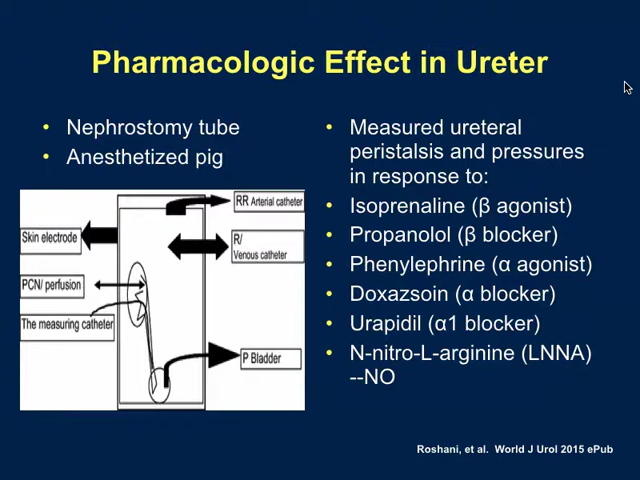 Pharmacologic Effect in Ureter
• Nephrostomy tube
• Anesthetized pig
RR Arterial catheter
Skin electrode
R/
Venous catheter
PCN/ perfusion
The measuring catheter
P Bladder
• Measured ureteral
peristalsis and pressures
in response to:
• Isoprenaline (β agonist)
• Propanolol (β blocker)
• Phenylephrine (α agonist)
• Doxazsoin (α blocker)
• Urapidil (α1 blocker)
• N-nitro-L-arginine (LNNA)
--NO
Roshani, et al. World J Urol 2015 ePub